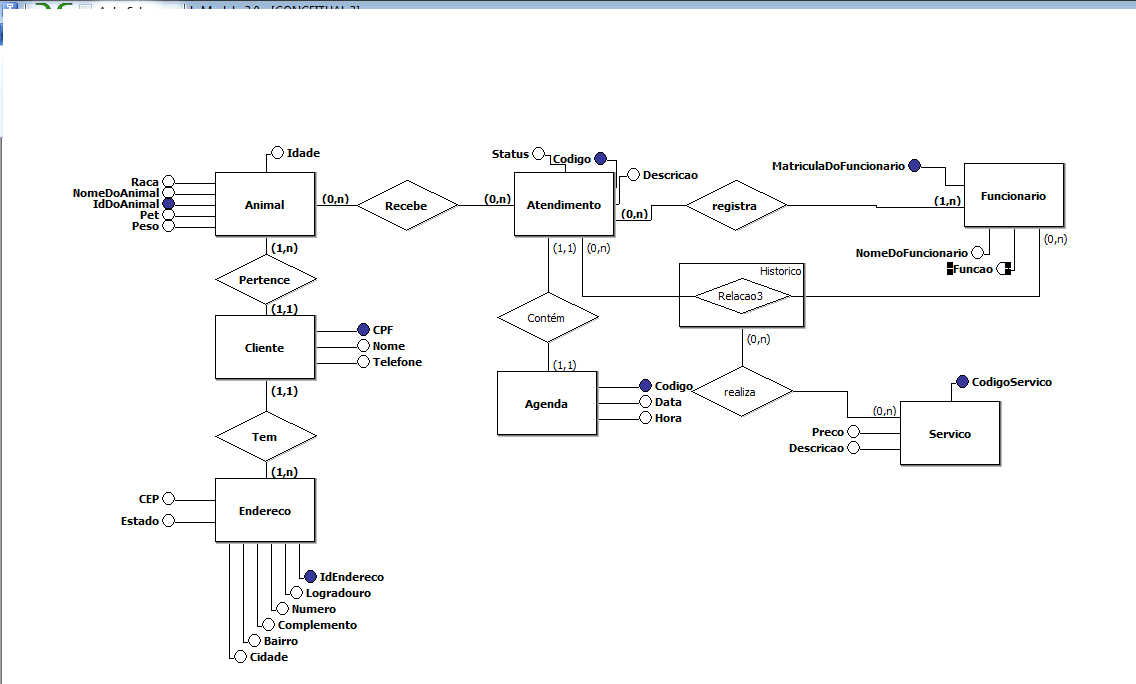 [CONCEITUAL 2]
Idade
Raca
NomeDoAnimal
IdDoAnimal
Pet
Peso
Animal
(0,n)
Recebe
(0,n)
Status
Codigo
Descricao
Atendimento
(0,n)
registra
MatriculaDoFuncionario
(1,n)
Funcionario
NomeDoFuncionario
Funcao
(0,n)
(1,n)
Pertence
(1,1)
Cliente
CPF
Nome
Telefone
(1,1)
(0,n)
Contém
(1,1)
Historico
Relacao3
(0,n)
realiza
(0,n)
Agenda
Codigo
Data
Hora
CodigoServico
Preco
Descricao
Servico
(1,1)
Tem
(1,n)
CEP
Estado
Endereco
IdEndereco
Logradouro
Numero
Complemento
Bairro
Cidade